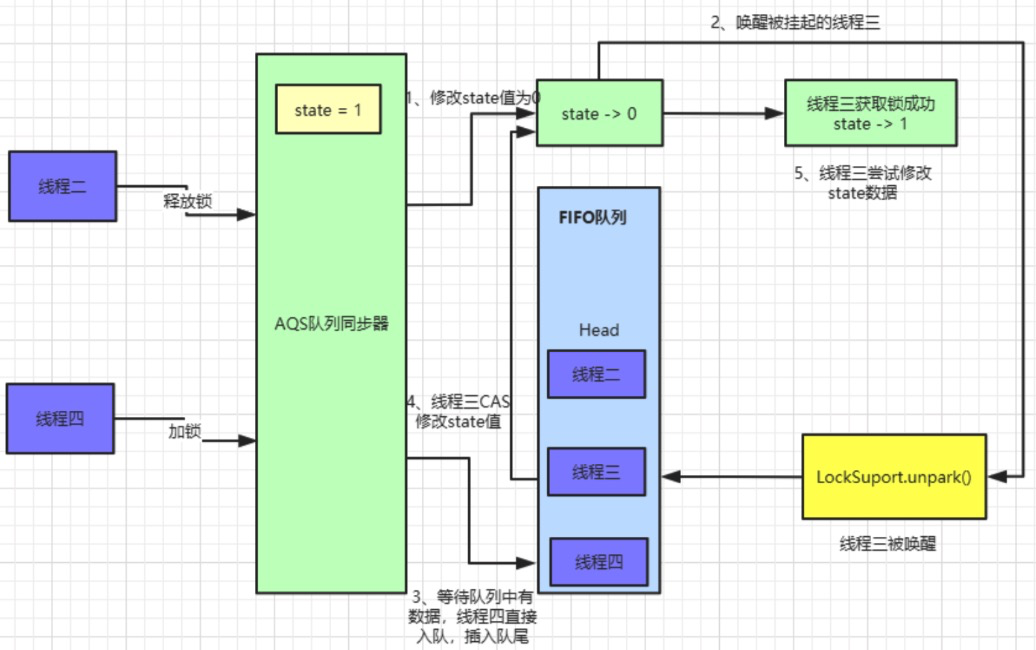 2、唤醒被挂起的线程三
state = 1
1、修改state值为0
state -> 0
线程三获取锁成功
state -> 1
线程二
释放锁
5、线程三尝试修改
state数据
FIFO队列
AQS队列同步器
Head
线程二
线程四
加锁
4、线程三CAS
修改state值
线程三
LockSuport.unpark()
线程三被唤醒
线程四
3、等待队列中有
数据，线程四直接
入队，插入队尾